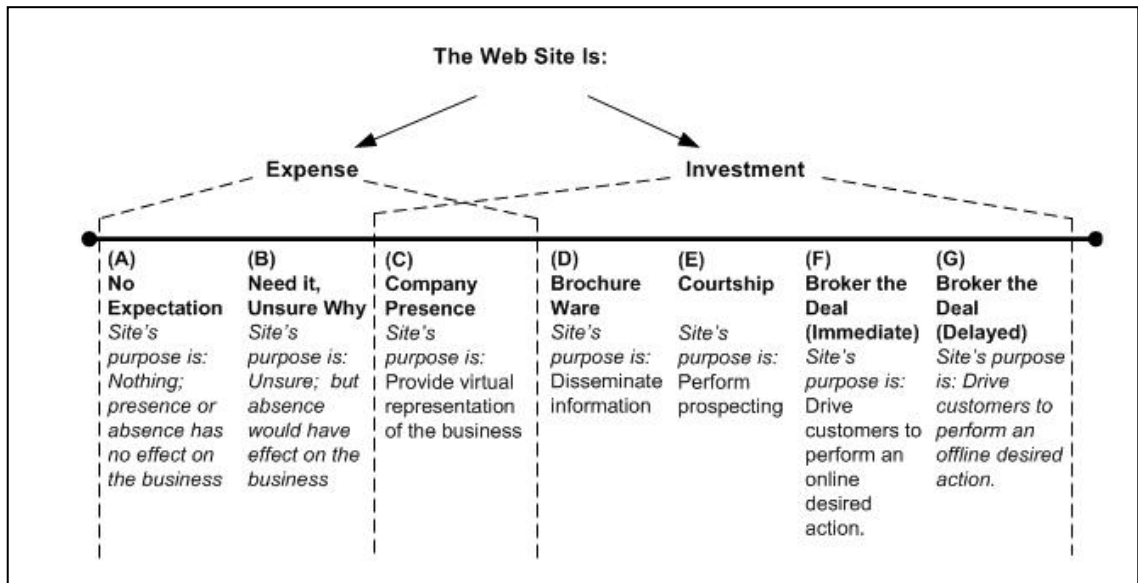 The Web Site Is:
Expense
Investment
(A)
No
Expectation
Site's
purpose is:
Nothing;
presence or
absence has
no effect on
the business
(B)
Need it,
Unsure Why
Site's
purpose is:
Unsure; but
absence
would have
effect on the
business
(C)
Company
Presence
Site's
purpose is:
Provide virtual
representation
of the business
(D)
Brochure
Ware
Site's
purpose is:
Disseminate
information
(E)
Courtship
Site's
purpose is:
Perform
prospecting
(F)
Broker the
Deal
(Immediate)
Site's
purpose is:
Drive
customers to
perform an
online
desired
action.
(G)
Broker the
Deal
(Delayed)
Site's purpose
is: Drive
customers to
perform an
offline desired
action.